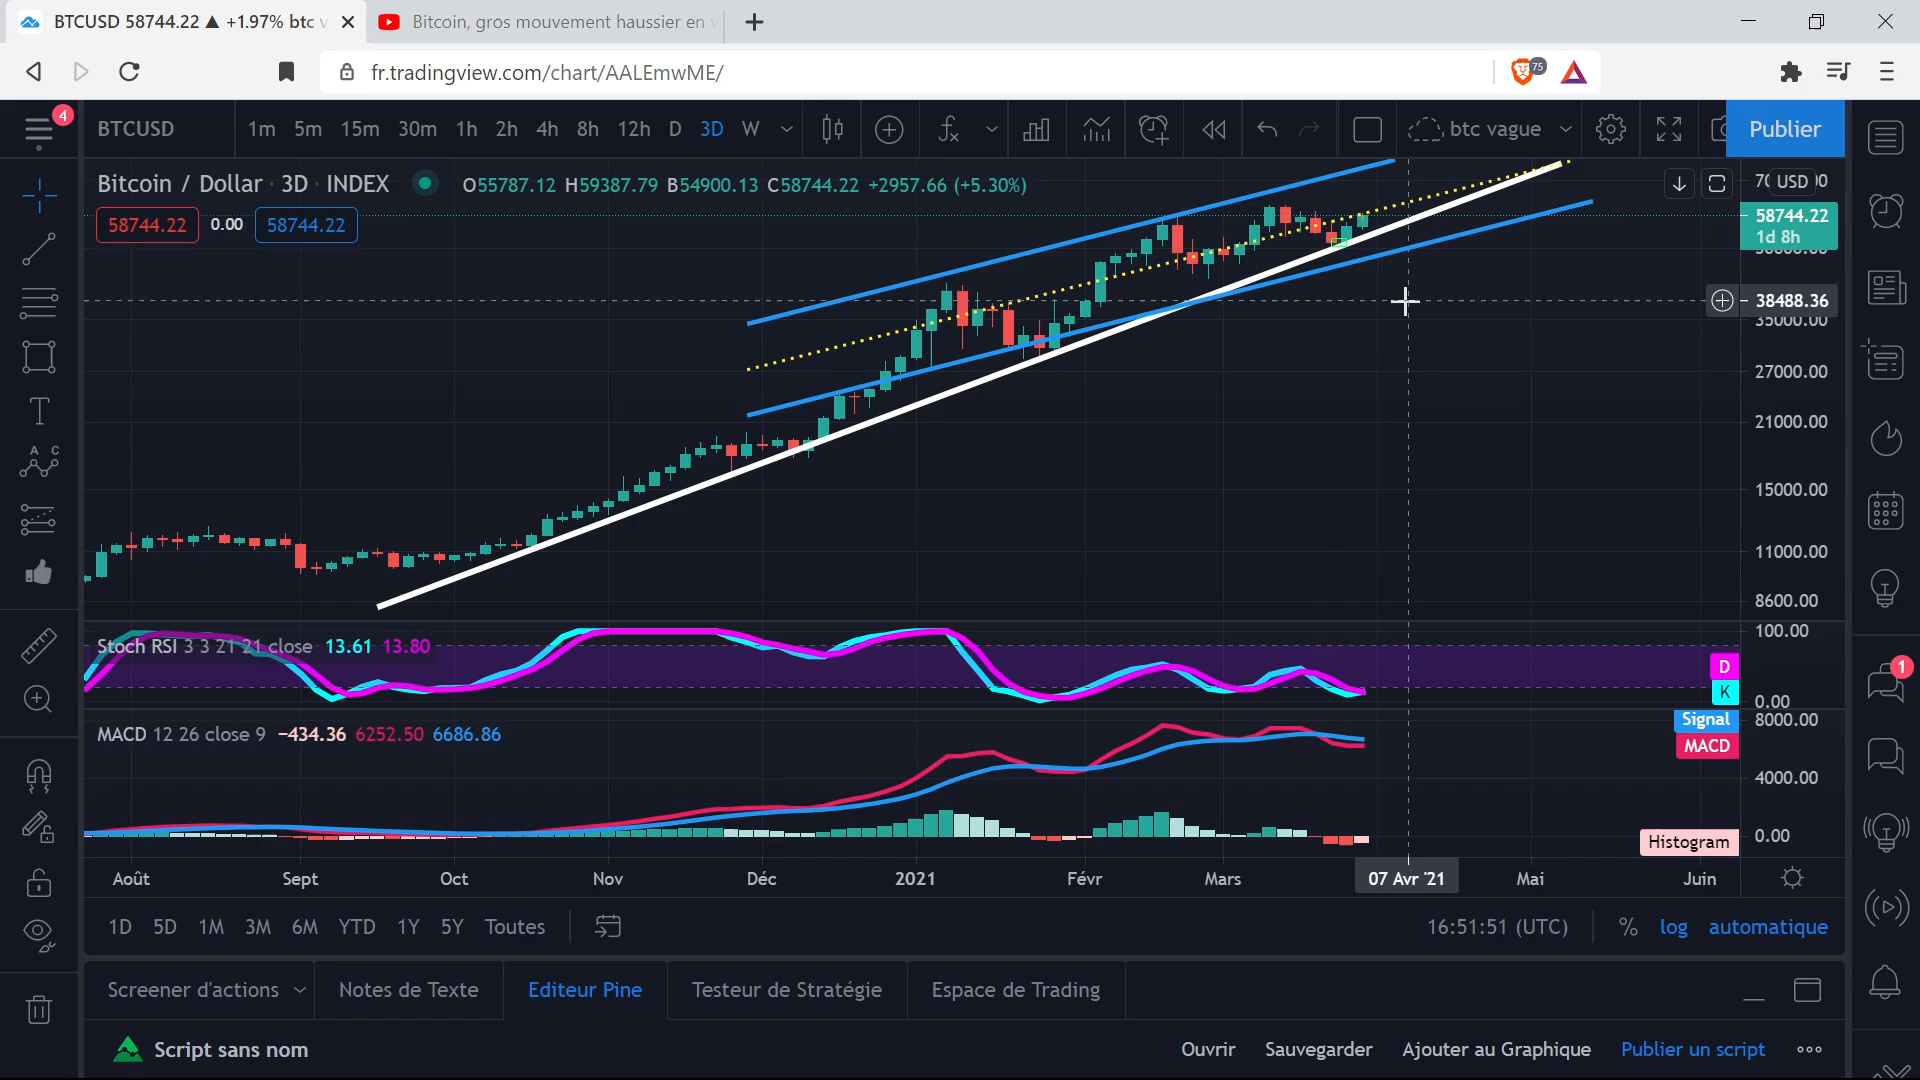 BTCUSD 58744.22 ▲ +1.97% btc
Bitcoin, gros mouvement haussier en
fr.tradingview.com/chart/AALEmwME/
75
4
BTCUSD
1m 5m 15m 30m 1h 2h 4h 8h 12h D 3D W
btc vague
Publier
Bitcoin / Dollar · 3D · INDEX
O55787.12 H59387.79 B54900.13 C58744.22 +2957.66 (+5.30%)
58744.22 0.00 58744.22
USD
58744.22
1d 8h
38488.36
35000.00
27000.00
21000.00
15000.00
11000.00
8600.00
T
A C
Stoch RSI 3 3 21 21 close 13.61 13.80
100.00
D
K
0.00
MACD 12 26 close 9 −434.36 6252.50 6686.86
Signal
MACD
8000.00
4000.00
0.00
Histogram
1
Août Sept Oct Nov Déc 2021 Févr Mars 07 Avr '21 Mai Juin
1D 5D 1M 3M 6M YTD 1Y 5Y Toutes
16:51:51 (UTC) % log automatique
Screener d'actions Notes de Texte Editeur Pine Testeur de Stratégie Espace de Trading
Script sans nom
Ouvrir Sauvegarder Ajouter au Graphique Publier un script